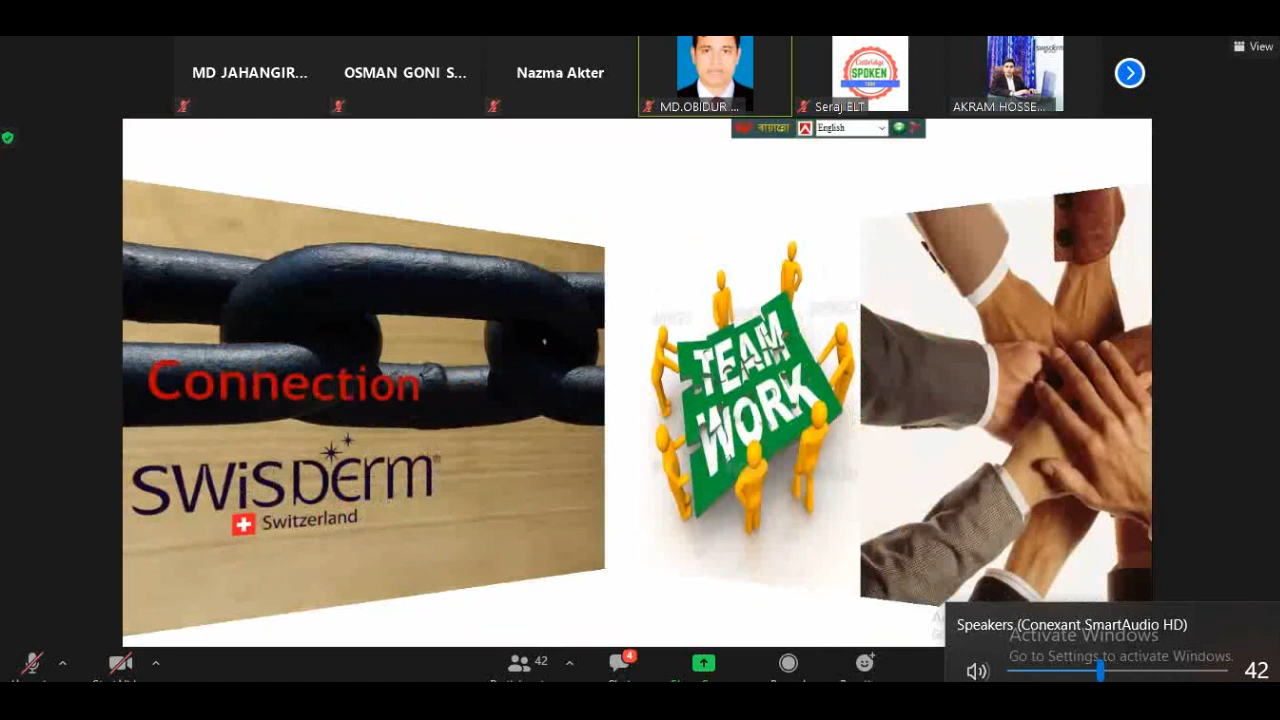 View
MD JAHANGIR...
OSMAN GONI S...
Nazma Akter
MD.OBIDUR ...
Seraj ELT
AKRAM HOSSE...
SPOKEN
বায়ান্নো
English
Connection
SWISDERM®
Switzerland
TEAM
WORK
Speakers (Conexant SmartAudio HD)
Activate Windows
Go to Settings to activate Windows.
42
4
42